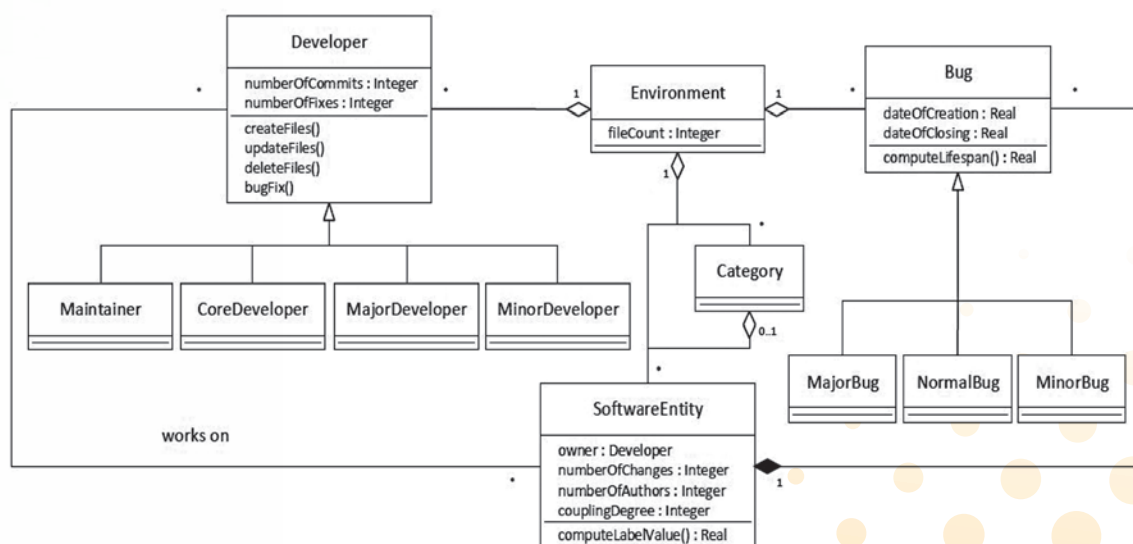 Developer
numberOfCommits : Integer
numberOfFixes : Integer
createFiles()
updateFiles()
deleteFiles()
bugFix()
*
*
1
Environment
fileCount : Integer
1
1
*
Bug
dateOfCreation : Real
dateOfClosing : Real
computeLifespan() : Real
*
*
Category
0..1
Maintainer
CoreDeveloper
MajorDeveloper
MinorDeveloper
MajorBug
NormalBug
MinorBug
*
SoftwareEntity
owner : Developer
numberOfChanges : Integer
numberOfAuthors : Integer
couplingDegree : Integer
computeLabelValue() : Real
works on
*
1